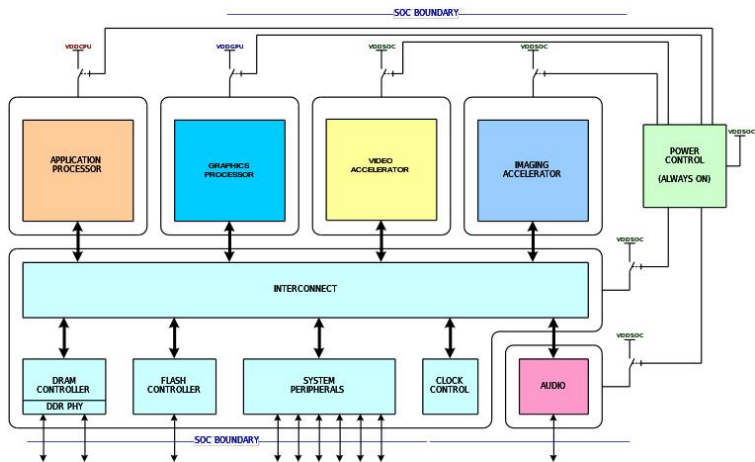 SOC BOUNDARY
VDDCPU
VDDGPU
VDDSOC
VDDSOC
APPLICATION
PROCESSOR
GRAPHICS
PROCESSOR
VIDEO
ACCELERATOR
IMAGING
ACCELERATOR
POWER
CONTROL
(ALWAYS ON)
VDDSOC
VDDSOC
INTERCONNECT
VDDSOC
DRAM
CONTROLLER
DDR PHY
FLASH
CONTROLLER
SYSTEM
PERIPHERALS
CLOCK
CONTROL
AUDIO
SOC BOUNDARY